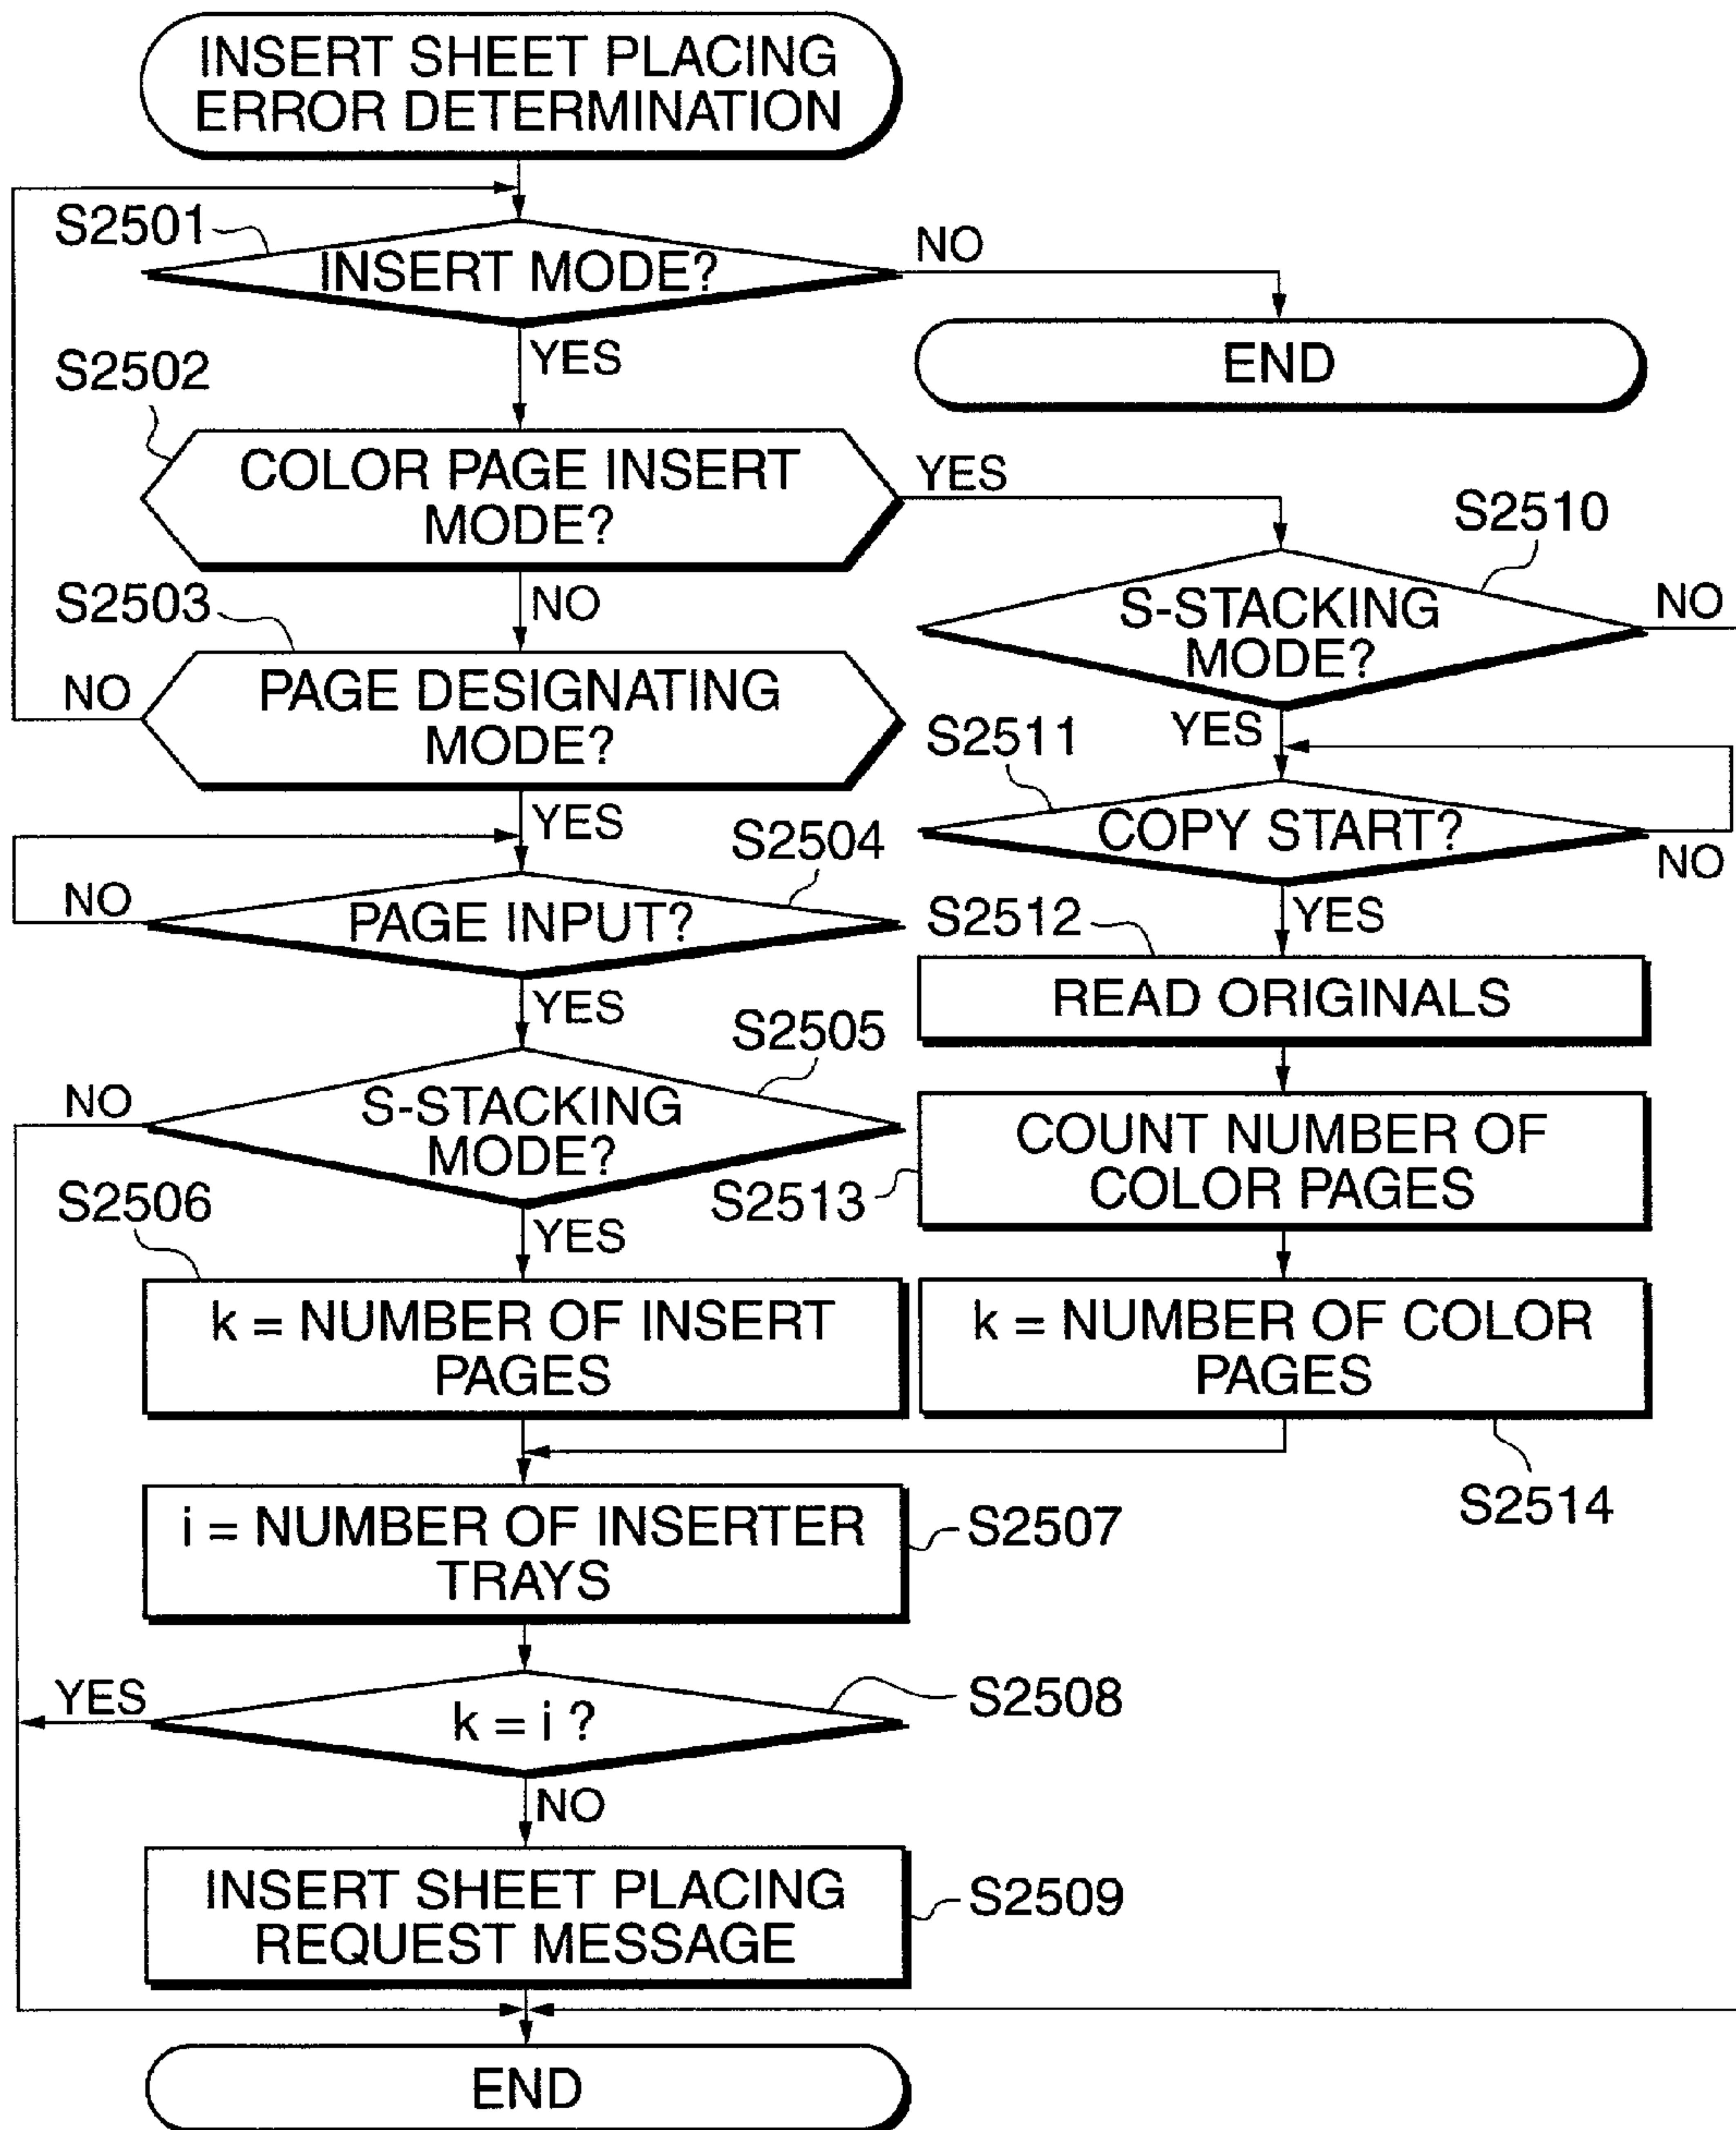 INSERT SHEET PLACING
ERROR DETERMINATION
S2501
INSERT MODE?
NO
END
YES
S2502
COLOR PAGE INSERT
MODE?
YES
NO
S2503
PAGE DESIGNATING
MODE?
NO
YES
S2504
PAGE INPUT?
NO
YES
S2505
S-STACKING
MODE?
NO
YES
S2506
k = NUMBER OF INSERT
PAGES
S2510
S-STACKING
MODE?
NO
YES
S2511
COPY START?
NO
YES
S2512
READ ORIGINALS
COUNT NUMBER OF
COLOR PAGES
S2513
k = NUMBER OF COLOR
PAGES
S2514
i = NUMBER OF INSERTER
TRAYS
S2507
k = i ?
S2508
YES
NO
INSERT SHEET PLACING
REQUEST MESSAGE
S2509
END